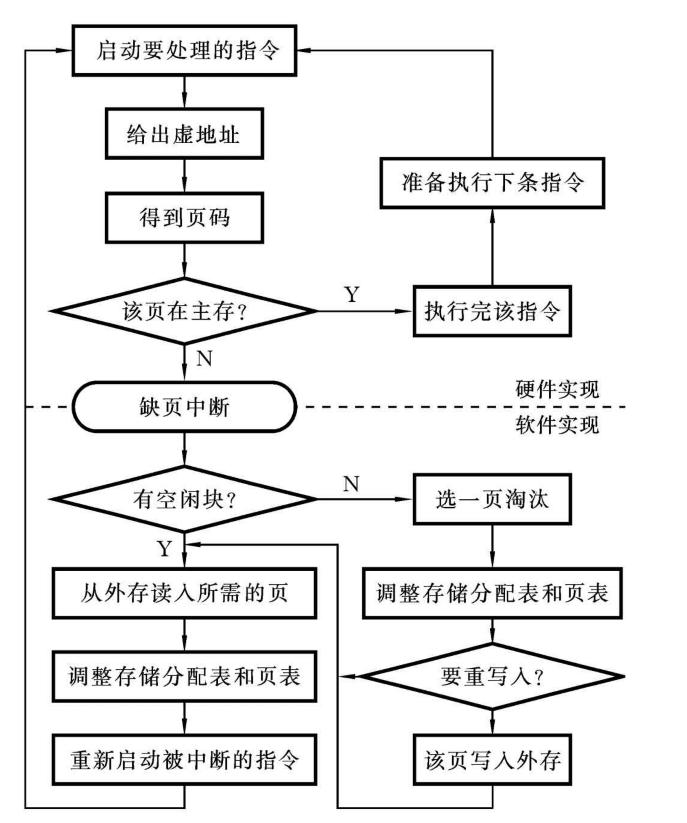 启动要处理的指令
给出虚地址
准备执行下条指令
得到页码
该页在主存？
Y
执行完该指令
N
缺页中断
硬件实现
软件实现
有空闲块？
N
选一页淘汰
Y
从外存读入所需的页
调整存储分配表和页表
调整存储分配表和页表
要重写入？
重新启动被中断的指令
该页写入外存